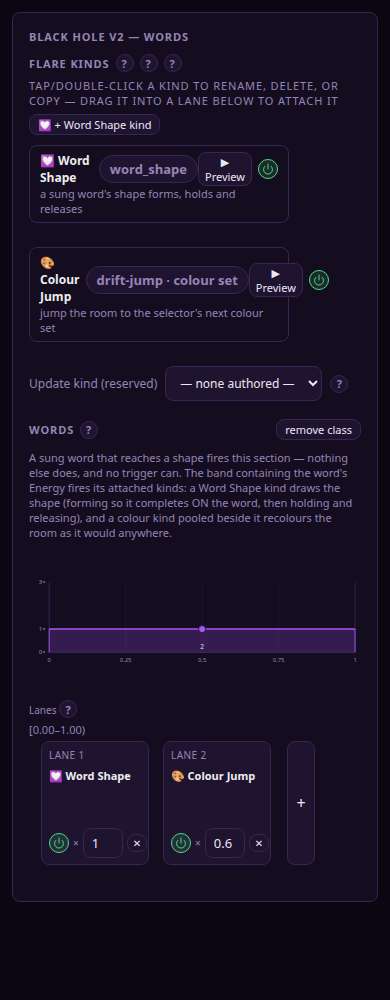 BLACK HOLE V2 — WORDS
FLARE KINDS ? ? ?
TAP/DOUBLE-CLICK A KIND TO RENAME, DELETE, OR
COPY — DRAG IT INTO A LANE BELOW TO ATTACH IT
💟 + Word Shape kind
💟 Word
Shape
word_shape
▶
Preview
a sung word's shape forms, holds and
releases
🎨
Colour
Jump
drift-jump · colour set
▶
Preview
jump the room to the selector's next colour
set
Update kind (reserved) — none authored — ?
WORDS ? remove class
A sung word that reaches a shape fires this section — nothing
else does, and no trigger can. The band containing the word's
Energy fires its attached kinds: a Word Shape kind draws the
shape (forming so it completes ON the word, then holding and
releasing), and a colour kind pooled beside it recolours the
room as it would anywhere.
3+
1+
0+
2
0 0.25 0.5 0.75 1
Lanes ?
[0.00–1.00)
LANE 1 LANE 2
💟 Word Shape 🎨 Colour Jump
+
× 1 ✕ × 0.6 ✕